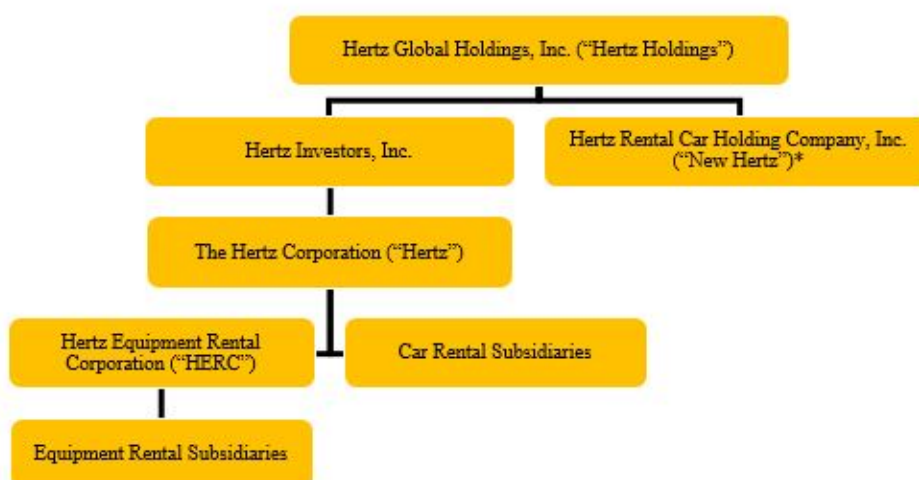 Hertz Global Holdings, Inc. (“Hertz Holdings”)
Hertz Investors, Inc.
Hertz Rental Car Holding Company, Inc.
(“New Hertz”)*
The Hertz Corporation (“Hertz”)
Hertz Equipment Rental
Corporation (“HERC”)
Car Rental Subsidiaries
Equipment Rental Subsidiaries